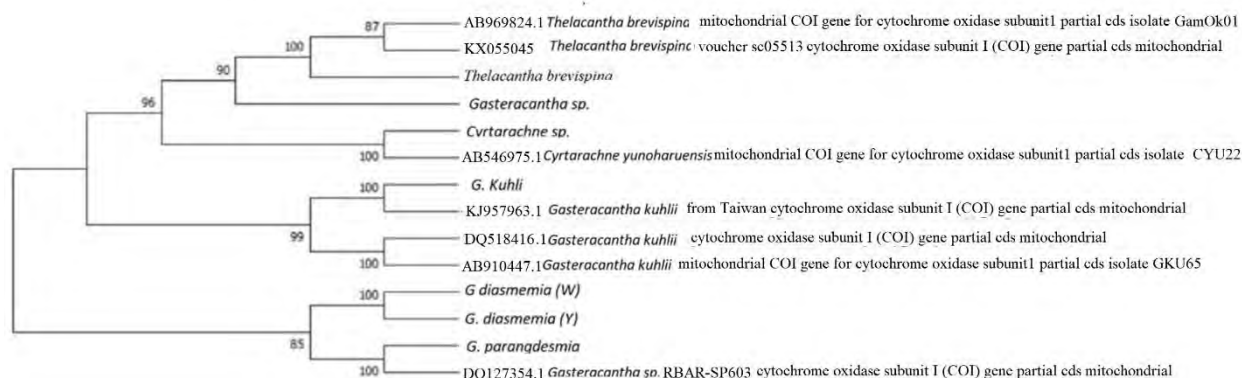 87 AB969824.1 Thelacantha brevispina mitochondrial COI gene for cytochrome oxidase subunit1 partial cds isolate GamOk01
100 KX055045 Thelacantha brevispinc voucher sc05513 cytochrome oxidase subunit I (COI) gene partial cds mitochondrial
90 Thelacantha brevispina
96 Gasteracantha sp.
Cvrtarachne sp.
100 AB546975.1 Cyrtarachne yunoharuensis mitochondrial COI gene for cytochrome oxidase subunit1 partial cds isolate CYU22
100 G. Kuhli
KJ957963.1 Gasteracantha kuhlii from Taiwan cytochrome oxidase subunit I (COI) gene partial cds mitochondrial
99 DQ518416.1 Gasteracantha kuhlii cytochrome oxidase subunit I (COI) gene partial cds mitochondrial
100 AB910447.1 Gasteracantha kuhlii mitochondrial COI gene for cytochrome oxidase subunit1 partial cds isolate GKU65
100 G diasmemia (W)
G. diasmemia (Y)
85 G. parangdesmia
100 DQ127354.1 Gasteracantha sp. RBAR-SP603 cytochrome oxidase subunit I (COI) gene partial cds mitochondrial